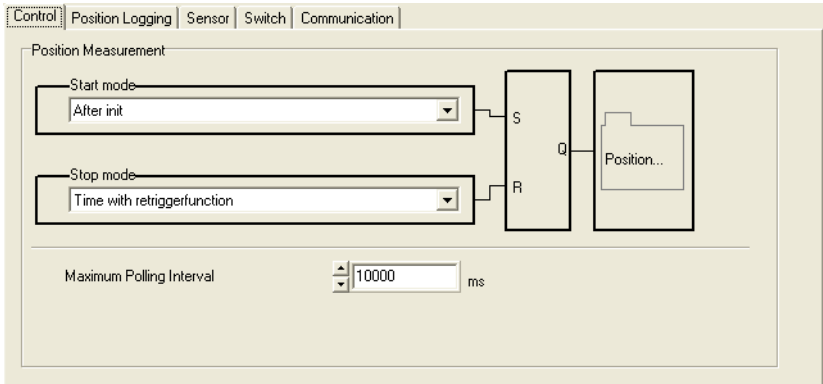 Control Position Logging Sensor Switch Communication
Position Measurement
Start mode
After init
S
Q
Position...
Stop mode
R
Time with retriggerfunction
Maximum Polling Interval 10000 ms